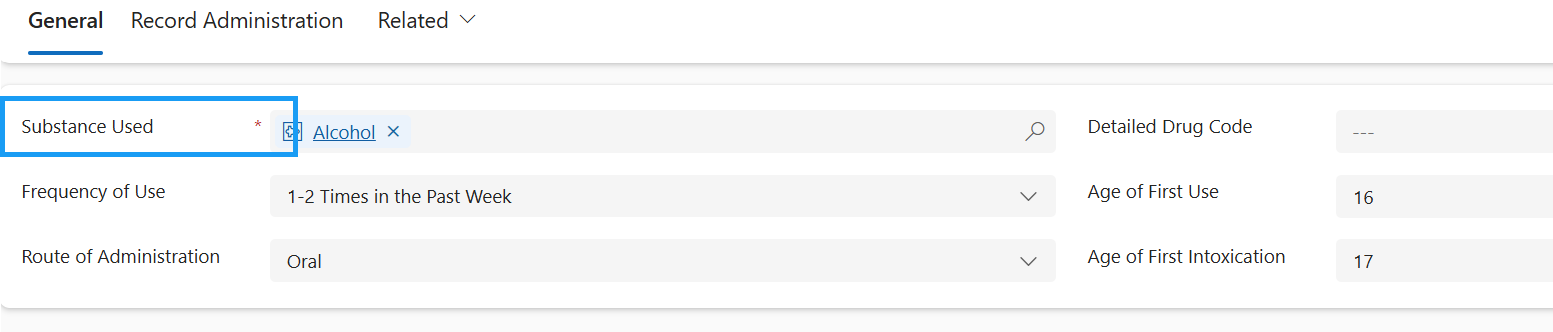 General Record Administration Related
Substance Used * Alcohol Detailed Drug Code ---
Frequency of Use 1-2 Times in the Past Week Age of First Use 16
Route of Administration Oral Age of First Intoxication 17